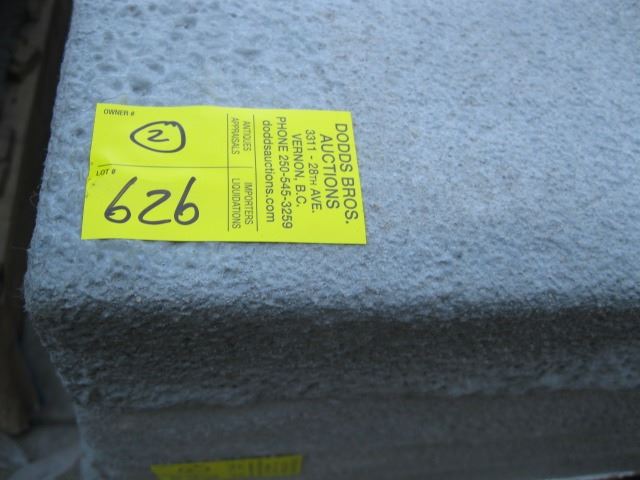 OWNER #
LOT #
626
ANTIQUES
APPRAISALS
IMPORTERS
LIQUIDATIONS
DODDS BROS.
AUCTIONS
3311 - 28TH AVE.
VERNON, B.C.
PHONE 250-545-3259
doddsauctions.com